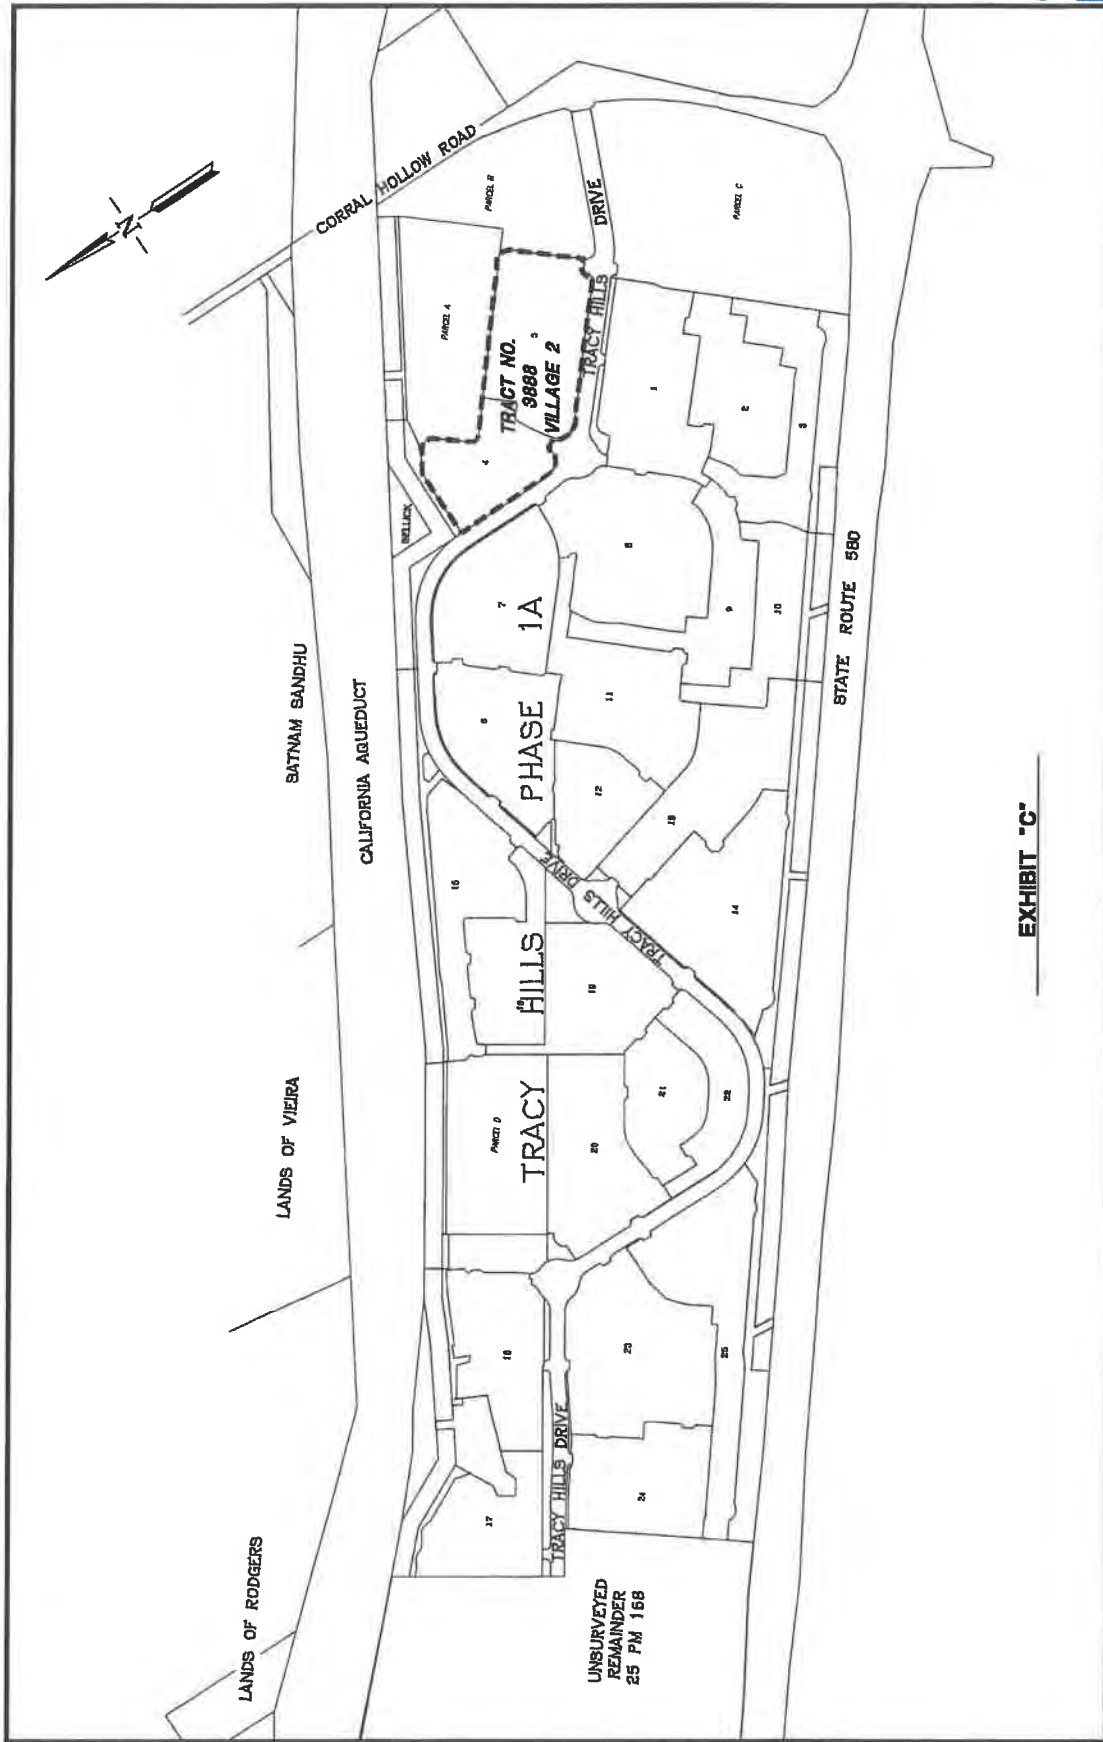 CORRAL HOLLOW ROAD
N
PARCEL B
PARCEL C
DRIVE
TRACY HILLS
PARCEL A
TRACT NO.
3888
VILLAGE 2
5
4
1
2
3
BELLICK
8
7
9
10
1A
STATE ROUTE 580
SATNAM SANDHU
CALIFORNIA AQUEDUCT
6
PHASE
11
12
13
14
15
TRACY HILLS DRIVE
HILLS
19
TRACY
PARCEL D
20
21
22
LANDS OF VIEIRA
23
25
24
17
TRACY HILLS DRIVE
LANDS OF RODGERS
UNSURVEYED
REMAINDER
25 PM 168
EXHIBIT "C"